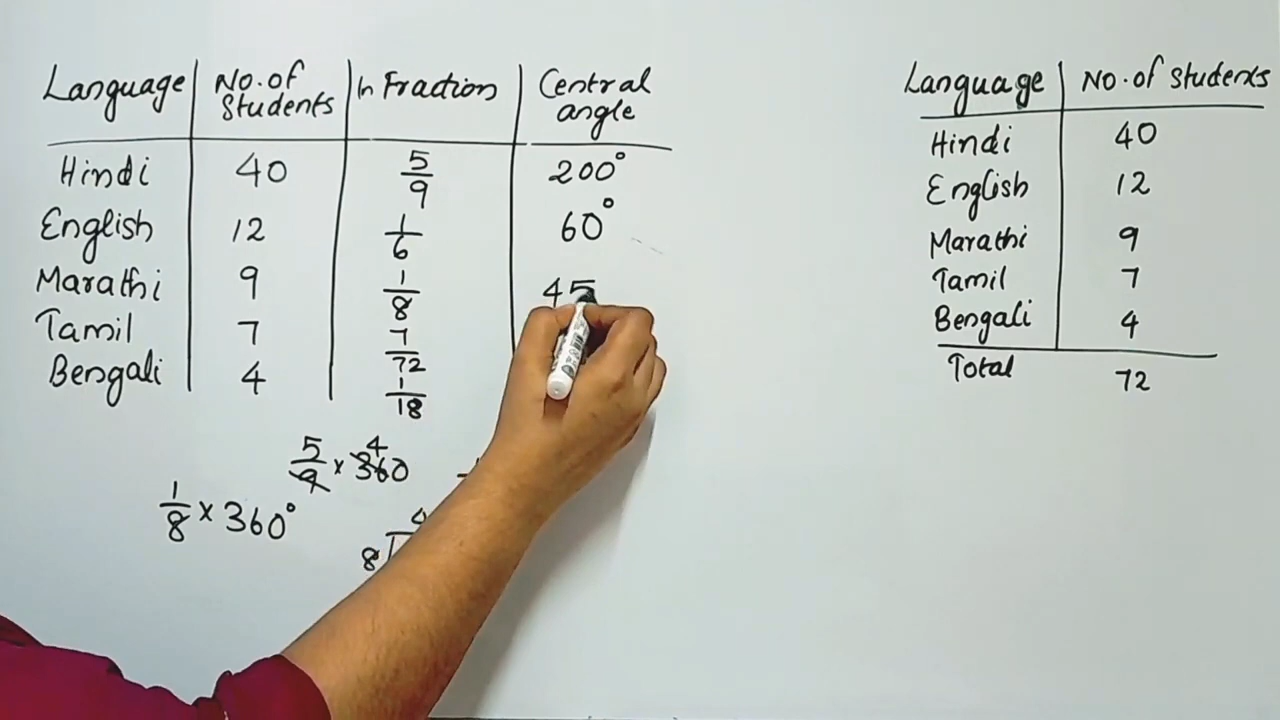 Language No. of Students In Fraction Central angle
Hindi 40 5/9 200°
English 12 1/6 60°
Marathi 9 1/8 45
Tamil 7 7/72
Bengali 4 1/18
5/9 × 360 4
1/8 × 360°
8
Language No. of Students
Hindi 40
English 12
Marathi 9
Tamil 7
Bengali 4
Total 72